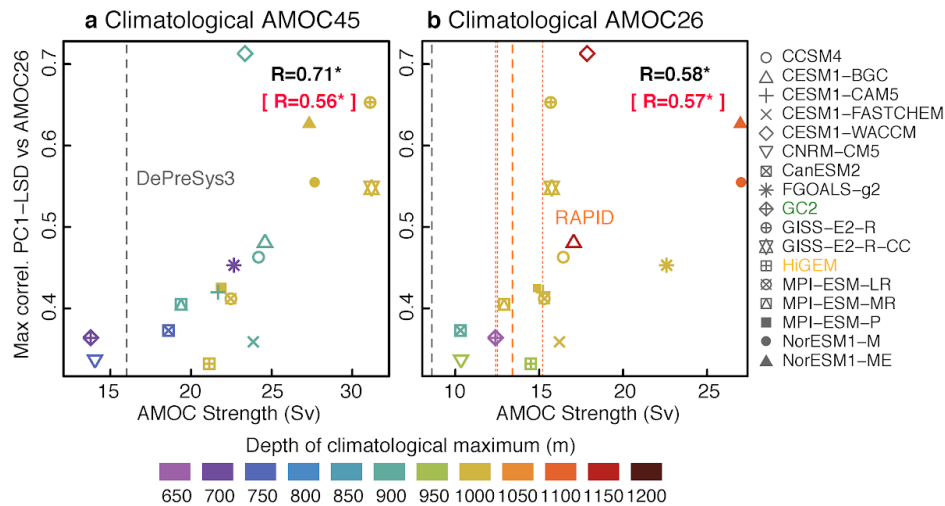 a Climatological AMOC45
b Climatological AMOC26
Max correl. PC1−LSD vs AMOC26
0.7
0.6
0.5
0.4
R=0.71*
[ R=0.56* ]
DePreSys3
15
20
25
30
AMOC Strength (Sv)
0.7
0.6
0.5
0.4
R=0.58*
[ R=0.57* ]
RAPID
10
15
20
25
AMOC Strength (Sv)
CCSM4
CESM1−BGC
CESM1−CAM5
CESM1−FASTCHEM
CESM1−WACCM
CNRM−CM5
CanESM2
FGOALS−g2
GC2
GISS−E2−R
GISS−E2−R−CC
HiGEM
MPI−ESM−LR
MPI−ESM−MR
MPI−ESM−P
NorESM1−M
NorESM1−ME
Depth of climatological maximum (m)
650 700 750 800 850 900 950 1000 1050 1100 1150 1200